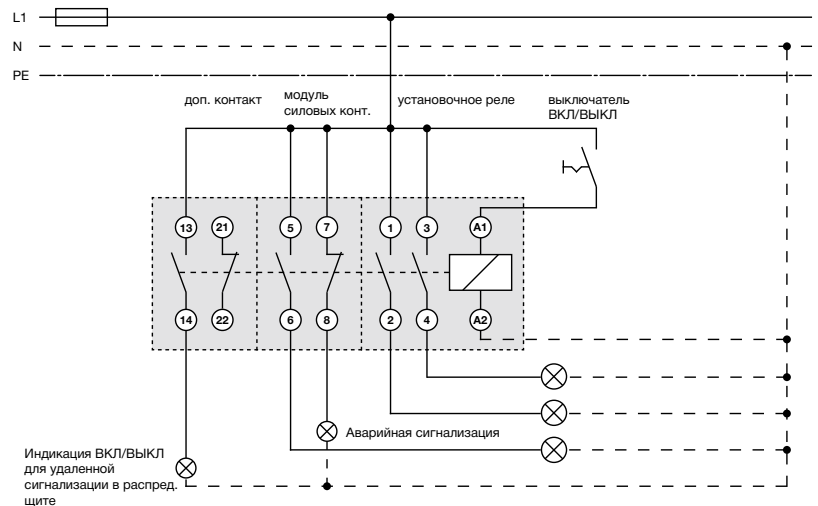 L1
N
PE
доп. контакт
модуль
силовых конт.
установочное реле
выключатель
ВКЛ/ВЫКЛ
13 21 5 7 1 3 A1
14 22 6 8 2 4 A2
Аварийная сигнализация
Индикация ВКЛ/ВЫКЛ
для удаленной
сигнализации в распред.
щите